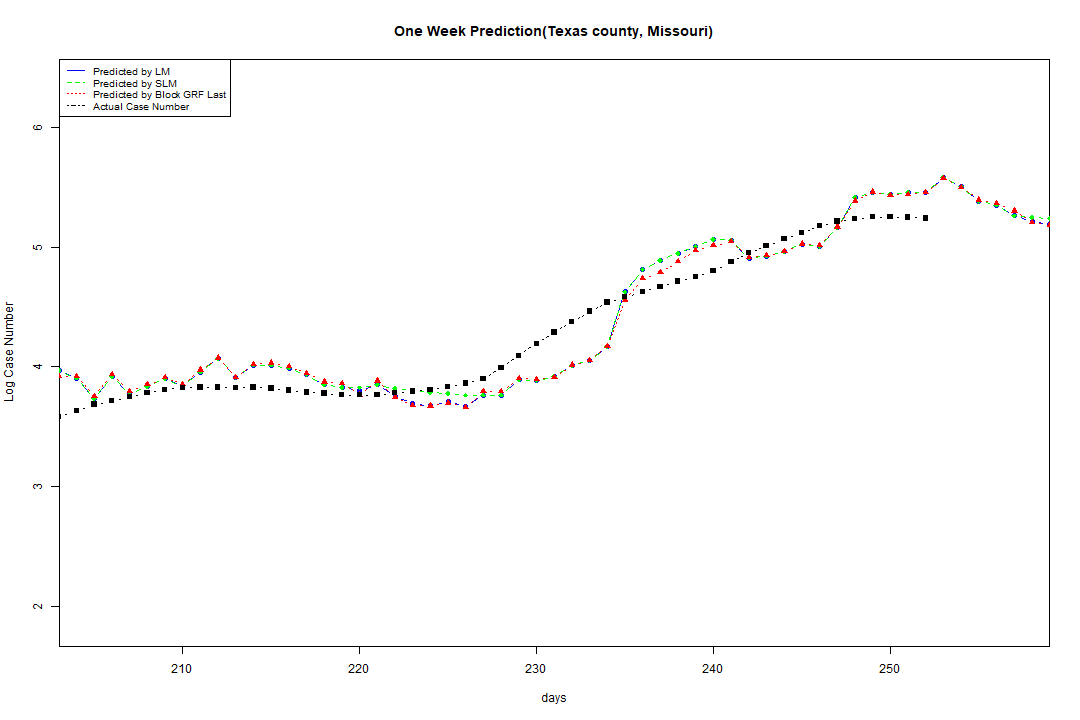 One Week Prediction(Texas county, Missouri)
Predicted by LM
Predicted by SLM
Predicted by Block GRF Last
Actual Case Number
6
5
4
3
2
Log Case Number
210 220 230 240 250
days